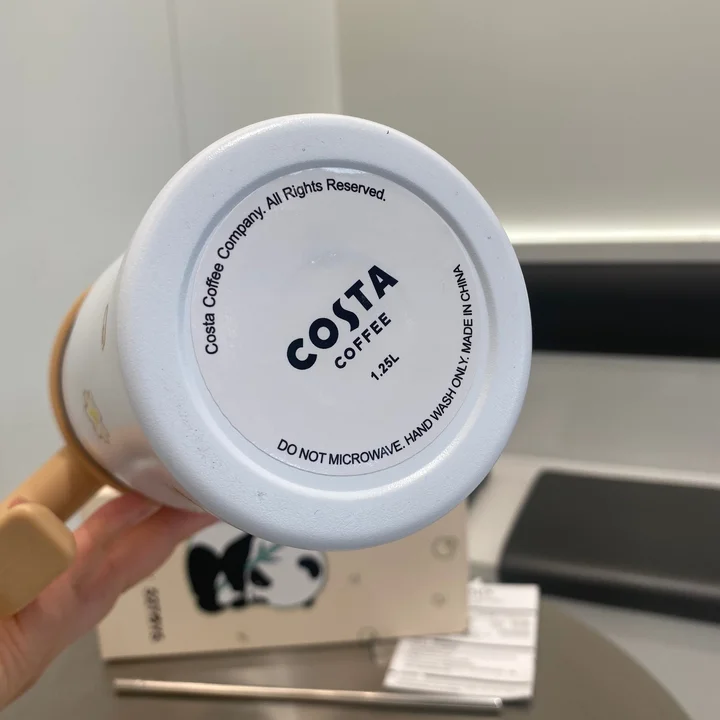 Costa Coffee Company. All Rights Reserved.
COSTA
COFFEE
1.25L
DO NOT MICROWAVE. HAND WASH ONLY. MADE IN CHINA